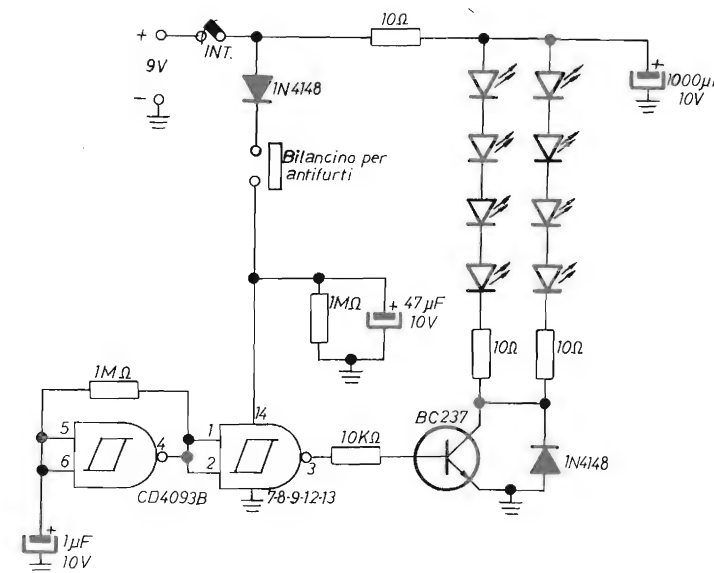 10Ω
+
INT.
9V
-
1N4148
+
1000µF
10V
Bilancino per
antifurti
1MΩ
+
47µF
10V
10Ω
10Ω
1MΩ
14
BC237
5
4
1
10KΩ
6
2
3
1N4148
CD4093B
7-8-9-12-13
+
1µF
10V